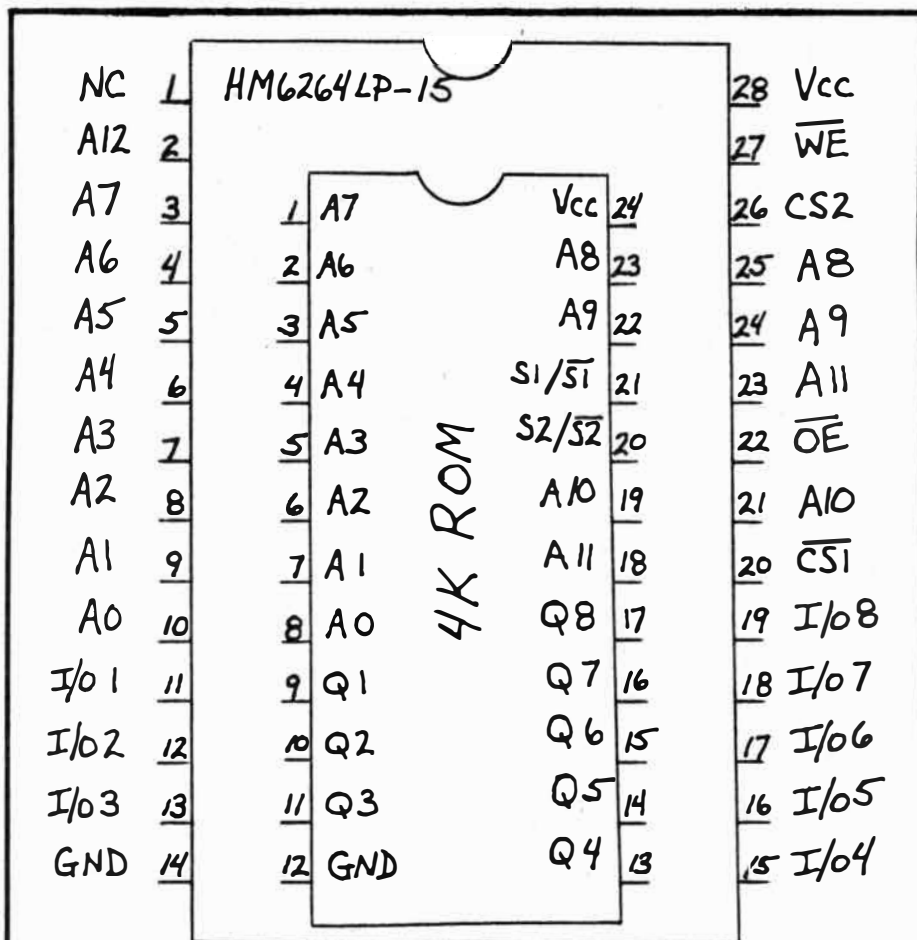 HM6264LP-15
NC 1 28 Vcc
A12 2 27 W̅E̅
A7 3 1 A7 Vcc 24 26 CS2
A6 4 2 A6 A8 23 25 A8
A5 5 3 A5 A9 22 24 A9
A4 6 4 A4 S1/S̅1̅ 21 23 A11
A3 7 5 A3 S2/S̅2̅ 20 22 O̅E̅
A2 8 6 A2 A10 19 21 A10
A1 9 7 A1 A11 18 20 C̅S̅1̅
A0 10 8 A0 Q8 17 19 I/O8
I/O1 11 9 Q1 Q7 16 18 I/O7
I/O2 12 10 Q2 Q6 15 17 I/O6
I/O3 13 11 Q3 Q5 14 16 I/O5
GND 14 12 GND Q4 13 15 I/O4
4K ROM